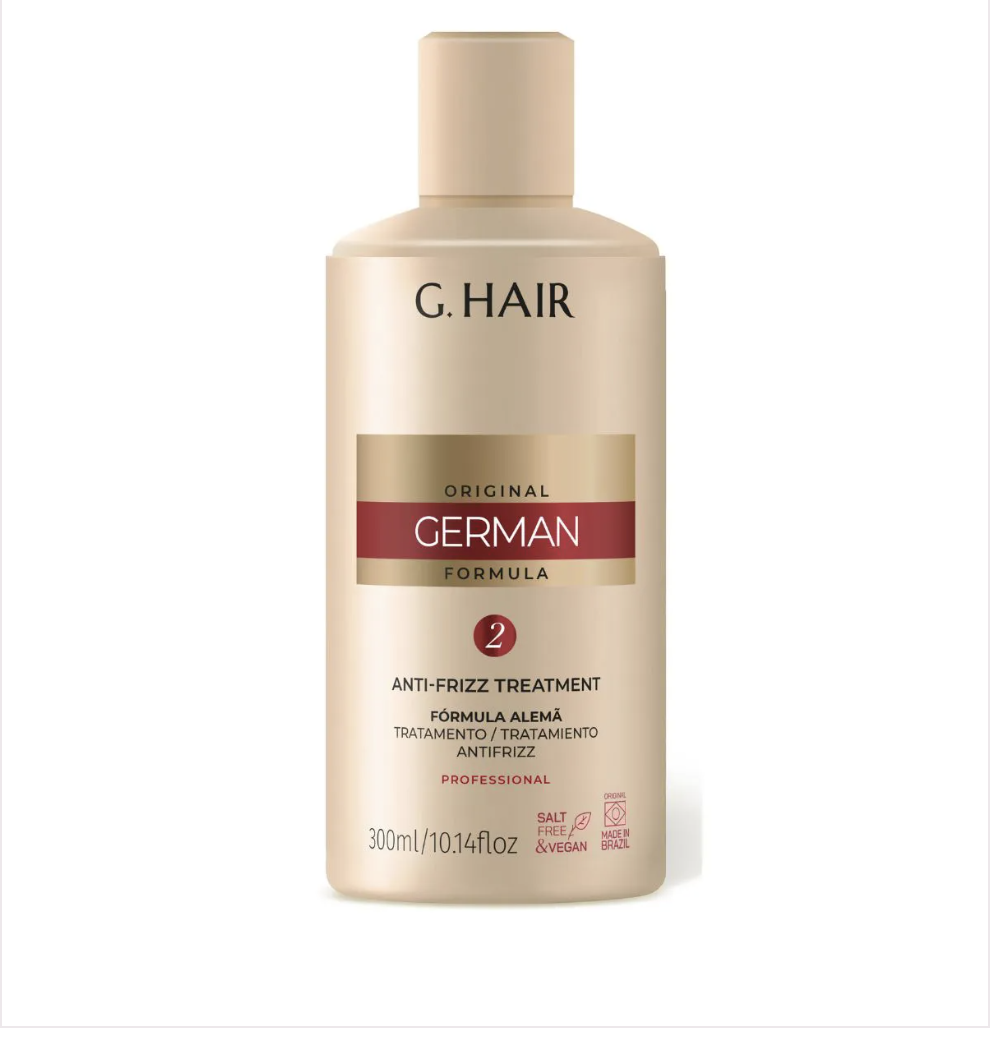 G. HAIR
ORIGINAL
GERMAN
FORMULA
2
ANTI-FRIZZ TREATMENT
FÓRMULA ALEMÃ
TRATAMENTO / TRATAMIENTO
ANTIFRIZZ
PROFESSIONAL
300ml/10.14floz
SALT
FREE
&VEGAN
ORIGINAL
MADE IN
BRAZIL